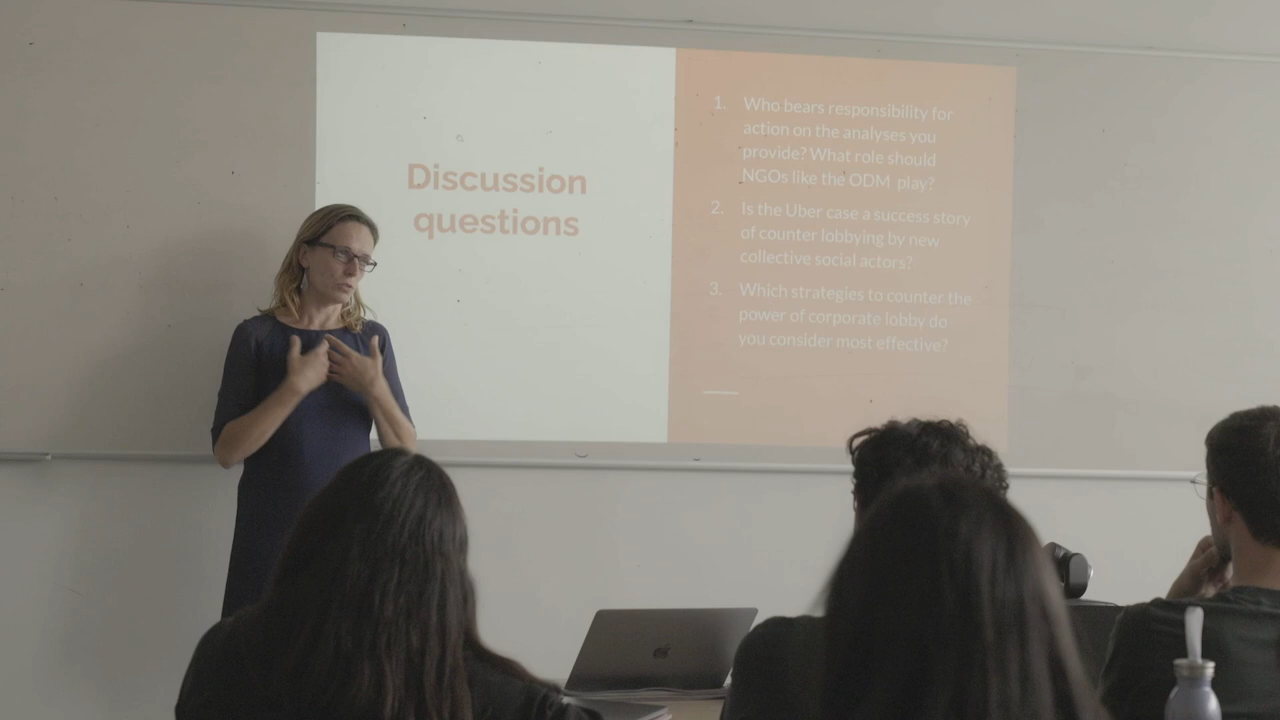 Discussion
questions
1. Who bears responsibility for
action on the analyses you
provide? What role should
NGOs like the ODM play?
2. Is the Uber case a success story
of counter lobbying by new
collective social actors?
3. Which strategies to counter the
power of corporate lobby do
you consider most effective?